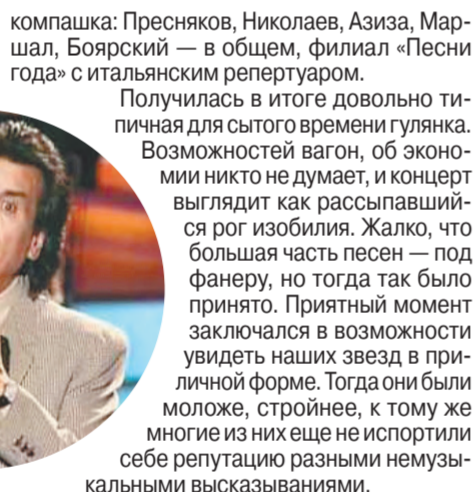 компашка: Пресняков, Николаев, Азиза, Мар-
шал, Боярский — в общем, филиал «Песни
года» с итальянским репертуаром.
Получилась в итоге довольно ти-
пичная для сытого времени гулянка.
Возможностей вагон, об эконо-
мии никто не думает, и концерт
выглядит как рассыпавший-
ся рог изобилия. Жалко, что
большая часть песен — под
фанеру, но тогда так было
принято. Приятный момент
заключался в возможности
увидеть наших звезд в при-
личной форме. Тогда они были
моложе, стройнее, к тому же
многие из них еще не испортили
себе репутацию разными немузы-
кальными высказываниями.